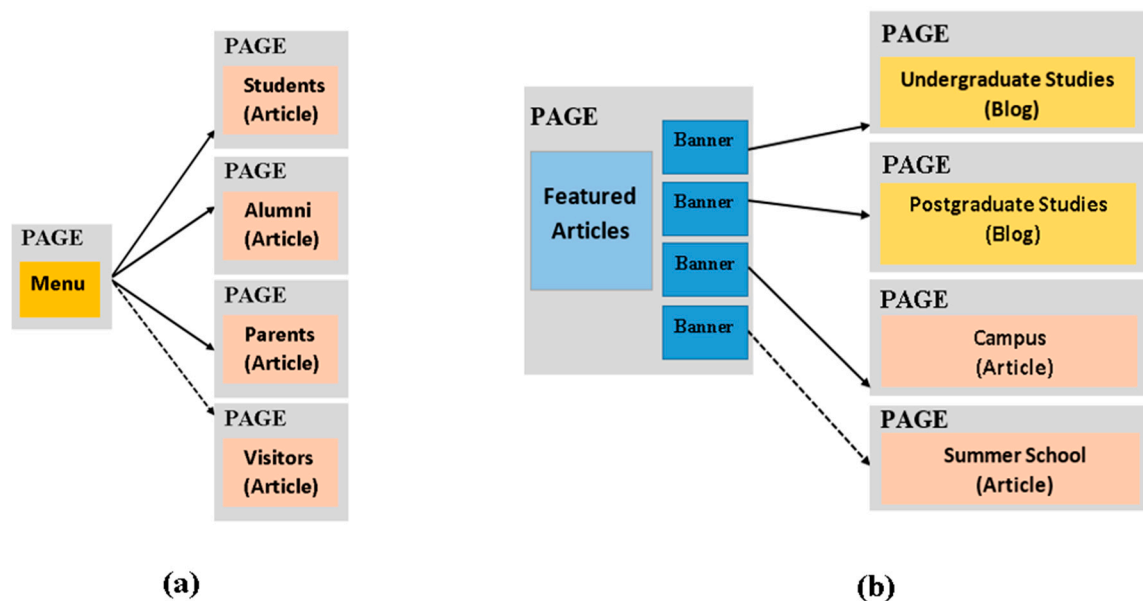 PAGE
Students
(Article)
PAGE
Alumni
(Article)
PAGE
Menu
PAGE
Parents
(Article)
PAGE
Visitors
(Article)
(a)
PAGE
Featured
Articles
Banner
Banner
Banner
Banner
PAGE
Undergraduate Studies
(Blog)
PAGE
Postgraduate Studies
(Blog)
PAGE
Campus
(Article)
PAGE
Summer School
(Article)
(b)